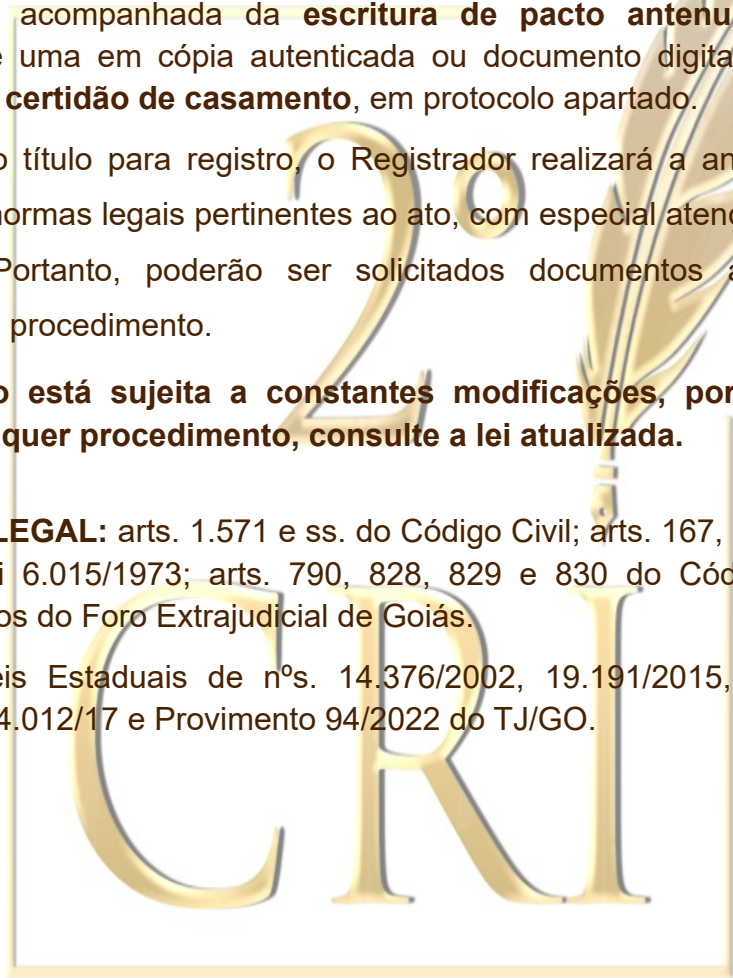 acompanhada da escritura de pacto antenu
e uma em cópia autenticada ou documento digita
certidão de casamento, em protocolo apartado.
o título para registro, o Registrador realizará a an
normas legais pertinentes ao ato, com especial atenç
Portanto, poderão ser solicitados documentos a
procedimento.
o está sujeita a constantes modificações, por
quer procedimento, consulte a lei atualizada.
LEGAL: arts. 1.571 e ss. do Código Civil; arts. 167,
i 6.015/1973; arts. 790, 828, 829 e 830 do Cód
os do Foro Extrajudicial de Goiás.
eis Estaduais de nºs. 14.376/2002, 19.191/2015,
4.012/17 e Provimento 94/2022 do TJ/GO.
2º
CRI